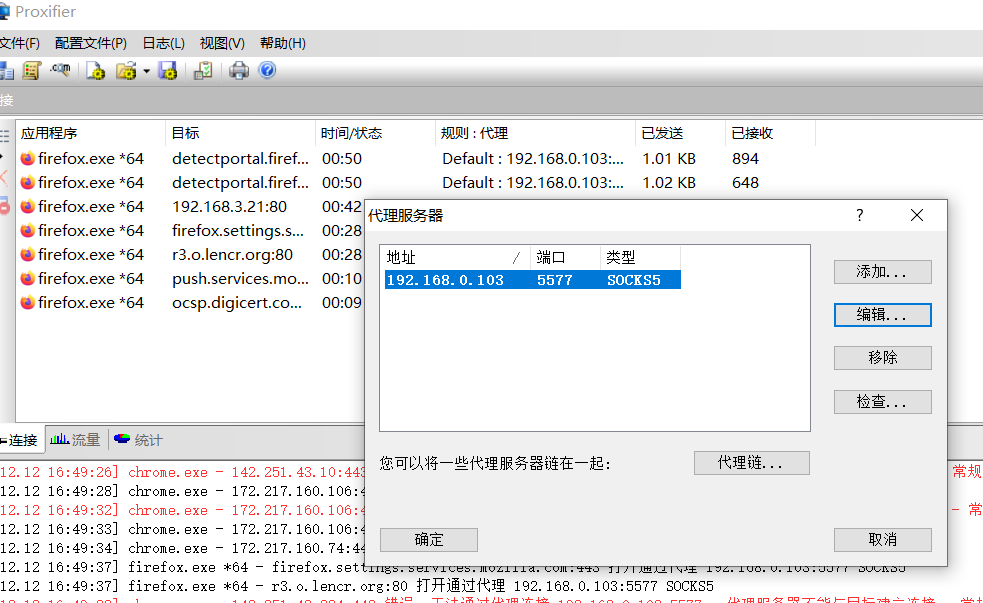 Proxifier
文件(F) 配置文件(P) 日志(L) 视图(V) 帮助(H)
接
应用程序 目标 时间/状态 规则 : 代理 已发送 已接收
firefox.exe *64 detectportal.firef... 00:50 Default : 192.168.0.103:... 1.01 KB 894
firefox.exe *64 detectportal.firef... 00:50 Default : 192.168.0.103:... 1.02 KB 648
firefox.exe *64 192.168.3.21:80 00:42
firefox.exe *64 firefox.settings.s... 00:28
firefox.exe *64 r3.o.lencr.org:80 00:28
firefox.exe *64 push.services.mo... 00:10
firefox.exe *64 ocsp.digicert.co... 00:09
代理服务器 ?
地址 / 端口 类型
192.168.0.103 5577 SOCKS5
添加...
编辑...
移除
检查...
您可以将一些代理服务器链在一起: 代理链...
确定 取消
连接 流量 统计
12.12 16:49:26] chrome.exe - 142.251.43.10:443 常规
12.12 16:49:28] chrome.exe - 172.217.160.106:4
12.12 16:49:32] chrome.exe - 172.217.160.106:4 - 常
12.12 16:49:33] chrome.exe - 172.217.160.106:4
12.12 16:49:34] chrome.exe - 172.217.160.74:44
12.12 16:49:37] firefox.exe *64 - firefox.settings.services.mozilla.com:443 打开通过代理 192.168.0.103:5577 SOCKS5
12.12 16:49:37] firefox.exe *64 - r3.o.lencr.org:80 打开通过代理 192.168.0.103:5577 SOCKS5